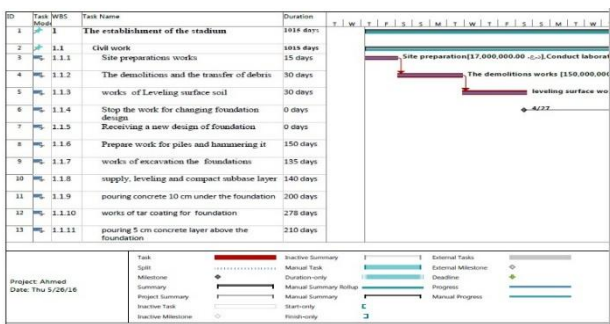 ID Task Mode WBS Task Name Duration T W T F S S M T W T F S S M T W T
1 1 The establishment of the stadium 1015 days
2 1.1 Civil work 1015 days
3 1.1.1 Site preparations works 15 days Site preparation[17,000,000.00 ],Conduct laborat
4 1.1.2 The demolitions and the transfer of debris 30 days The demolitions works [150,000,000
5 1.1.3 works of Leveling surface soil 30 days leveling surface wo
6 1.1.4 Stop the work for changing foundation design 0 days 4/27
7 1.1.5 Receiving a new design of foundation 0 days
8 1.1.6 Prepare work for piles and hammering it 150 days
9 1.1.7 works of excavation the foundations 135 days
10 1.1.8 supply, leveling and compact subbase layer 140 days
11 1.1.9 pouring concrete 10 cm under the foundation 200 days
12 1.1.10 works of tar coating for foundation 278 days
13 1.1.11 pouring 5 cm concrete layer above the foundation 210 days
Project: Ahmed
Date: Thu 5/26/16
Task Inactive Summary External Tasks
Split Manual Task External Milestone
Milestone Duration-only Deadline
Summary Manual Summary Rollup Progress
Project Summary Manual Summary Manual Progress
Inactive Task Start-only
Inactive Milestone Finish-only